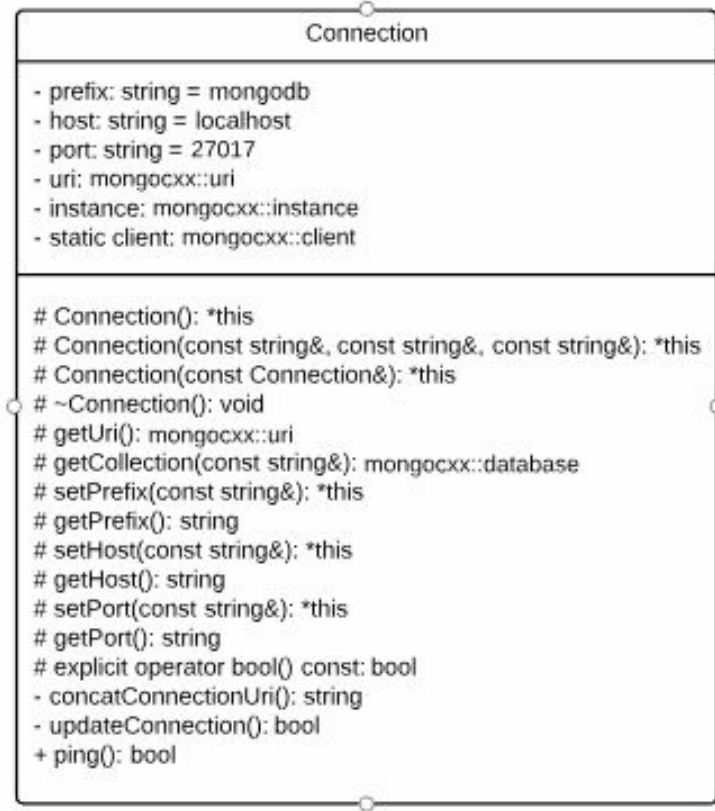 Connection
- prefix: string = mongodb
- host: string = localhost
- port: string = 27017
- uri: mongocxx::uri
- instance: mongocxx::instance
- static client: mongocxx::client
# Connection(): *this
# Connection(const string&, const string&, const string&): *this
# Connection(const Connection&): *this
# ~Connection(): void
# getUri(): mongocxx::uri
# getCollection(const string&): mongocxx::database
# setPrefix(const string&): *this
# getPrefix(): string
# setHost(const string&): *this
# getHost(): string
# setPort(const string&): *this
# getPort(): string
# explicit operator bool() const: bool
- concatConnectionUri(): string
- updateConnection(): bool
+ ping(): bool